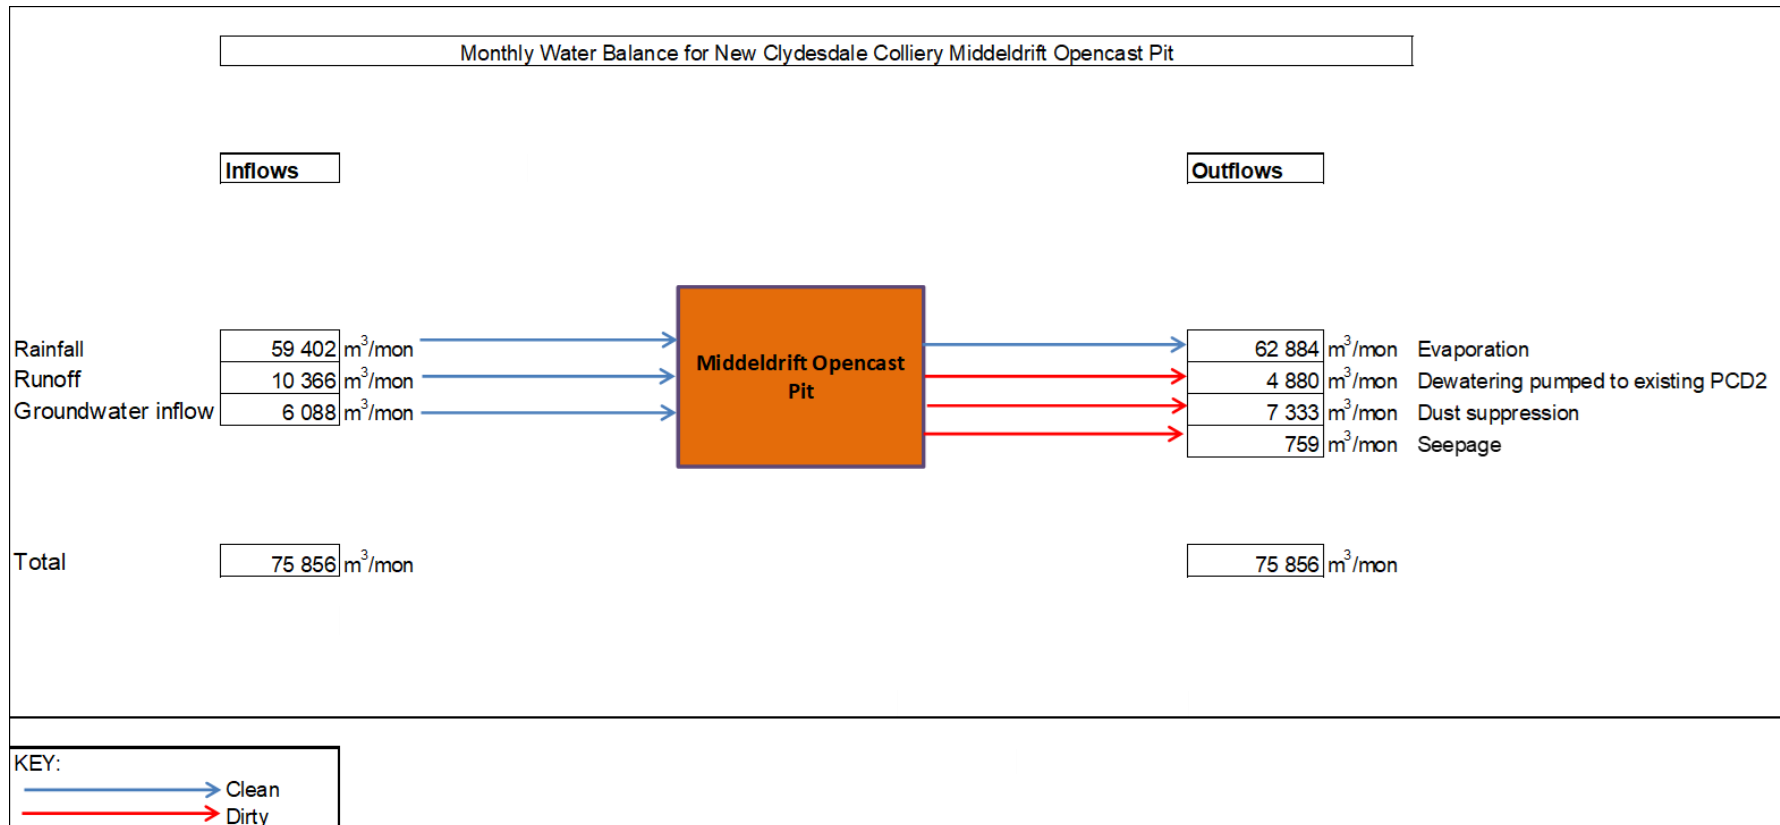 Monthly Water Balance for New Clydesdale Colliery Middeldrift Opencast Pit
Inflows
Outflows
Rainfall 59 402 m³/mon
Runoff 10 366 m³/mon
Groundwater inflow 6 088 m³/mon
Middeldrift Opencast
Pit
62 884 m³/mon Evaporation
4 880 m³/mon Dewatering pumped to existing PCD2
7 333 m³/mon Dust suppression
759 m³/mon Seepage
Total 75 856 m³/mon
75 856 m³/mon
KEY:
Clean
Dirty